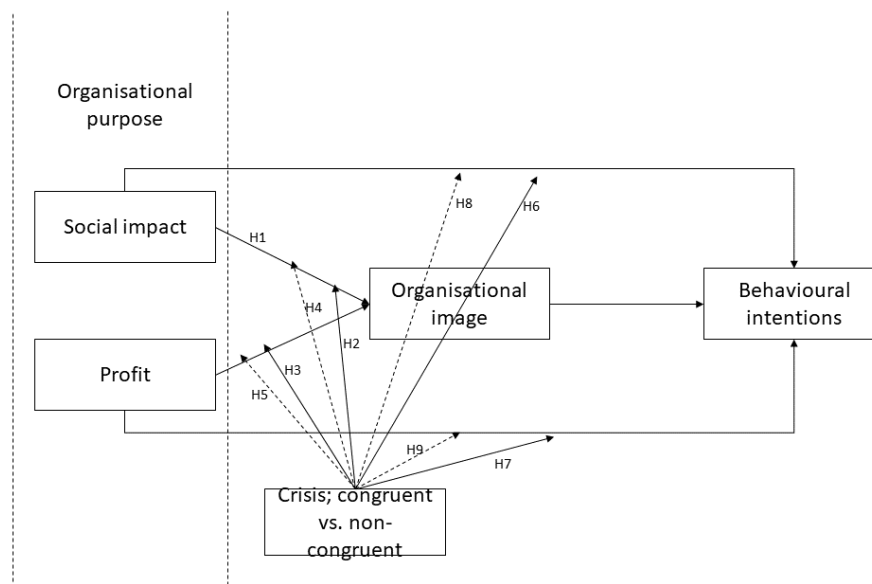 Organisational
purpose
Social impact
H1
H8
H6
Organisational
image
Behavioural
intentions
H4
H2
Profit
H3
H5
H9
H7
Crisis; congruent
vs. non-
congruent